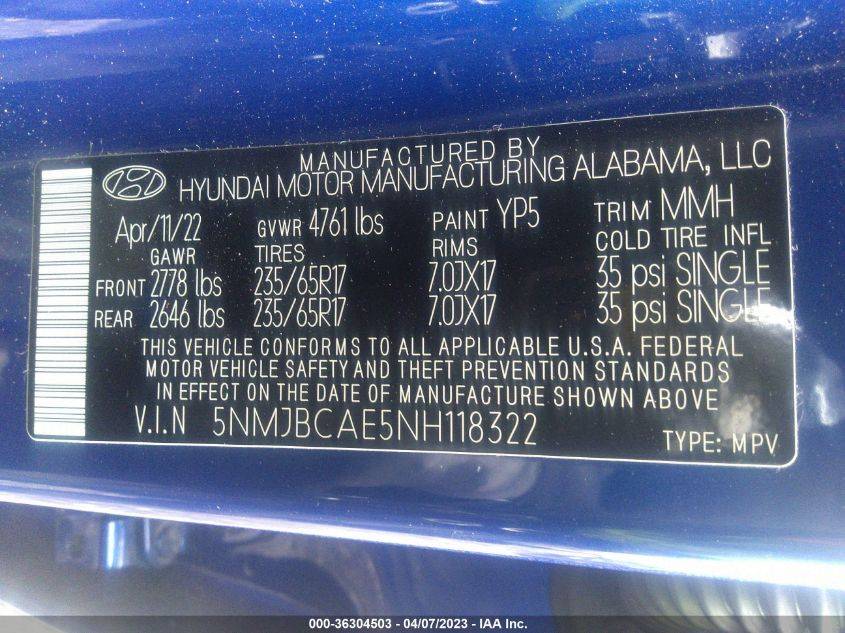 MANUFACTURED BY
HYUNDAI MOTOR MANUFACTURING ALABAMA, LLC
Apr/11/22 GVWR 4761 lbs PAINT YP5 TRIM MMH
GAWR TIRES RIMS COLD TIRE INFL
FRONT 2778 lbs 235/65R17 7.0JX17 35 psi SINGLE
REAR 2646 lbs 235/65R17 7.0JX17 35 psi SINGLE
THIS VEHICLE CONFORMS TO ALL APPLICABLE U.S.A. FEDERAL
MOTOR VEHICLE SAFETY AND THEFT PREVENTION STANDARDS
IN EFFECT ON THE DATE OF MANUFACTURE SHOWN ABOVE
V.I.N 5NMJBCAE5NH118322
TYPE: MPV
000-36304503 - 04/07/2023 - IAA Inc.